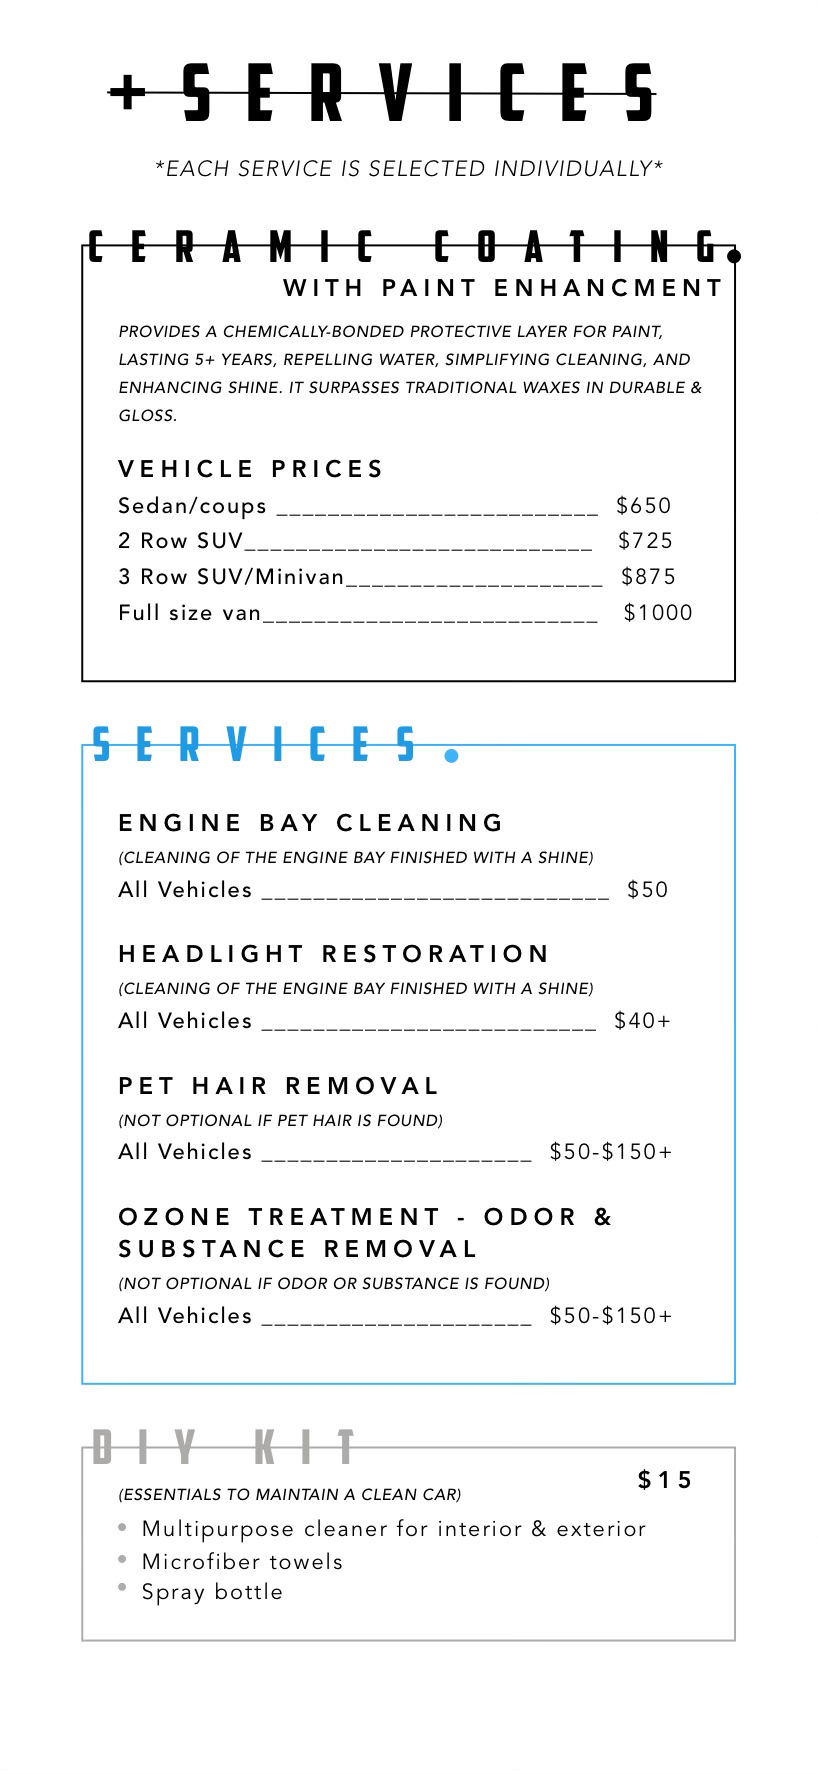 +SERVICES
*EACH SERVICE IS SELECTED INDIVIDUALLY*
CERAMIC COATING.
WITH PAINT ENHANCMENT
PROVIDES A CHEMICALLY-BONDED PROTECTIVE LAYER FOR PAINT,
LASTING 5+ YEARS, REPELLING WATER, SIMPLIFYING CLEANING, AND
ENHANCING SHINE. IT SURPASSES TRADITIONAL WAXES IN DURABLE &
GLOSS.
VEHICLE PRICES
Sedan/coups _________________________ $650
2 Row SUV___________________________ $725
3 Row SUV/Minivan____________________ $875
Full size van__________________________ $1000
SERVICES.
ENGINE BAY CLEANING
(CLEANING OF THE ENGINE BAY FINISHED WITH A SHINE)
All Vehicles ___________________________ $50
HEADLIGHT RESTORATION
(CLEANING OF THE ENGINE BAY FINISHED WITH A SHINE)
All Vehicles __________________________ $40+
PET HAIR REMOVAL
(NOT OPTIONAL IF PET HAIR IS FOUND)
All Vehicles _____________________ $50-$150+
OZONE TREATMENT - ODOR &
SUBSTANCE REMOVAL
(NOT OPTIONAL IF ODOR OR SUBSTANCE IS FOUND)
All Vehicles _____________________ $50-$150+
DIY KIT
$15
(ESSENTIALS TO MAINTAIN A CLEAN CAR)
• Multipurpose cleaner for interior & exterior
• Microfiber towels
• Spray bottle